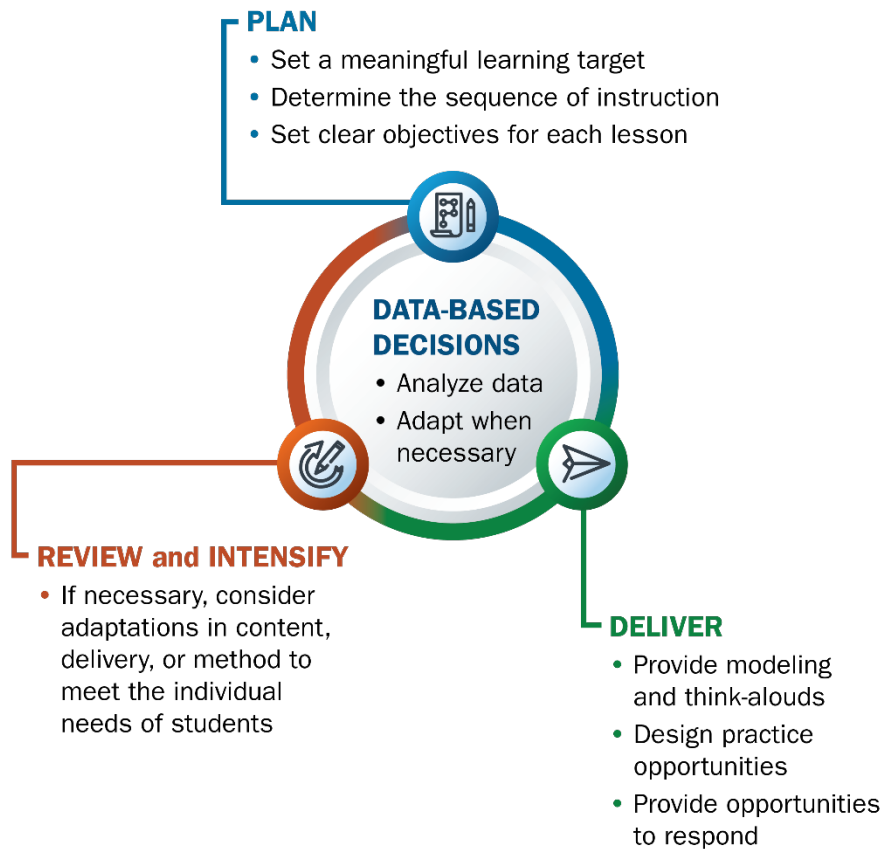 PLAN
• Set a meaningful learning target
• Determine the sequence of instruction
• Set clear objectives for each lesson
DATA-BASED
DECISIONS
• Analyze data
• Adapt when
necessary
REVIEW and INTENSIFY
• If necessary, consider
adaptations in content,
delivery, or method to
meet the individual
needs of students
DELIVER
• Provide modeling
and think-alouds
• Design practice
opportunities
• Provide opportunities
to respond